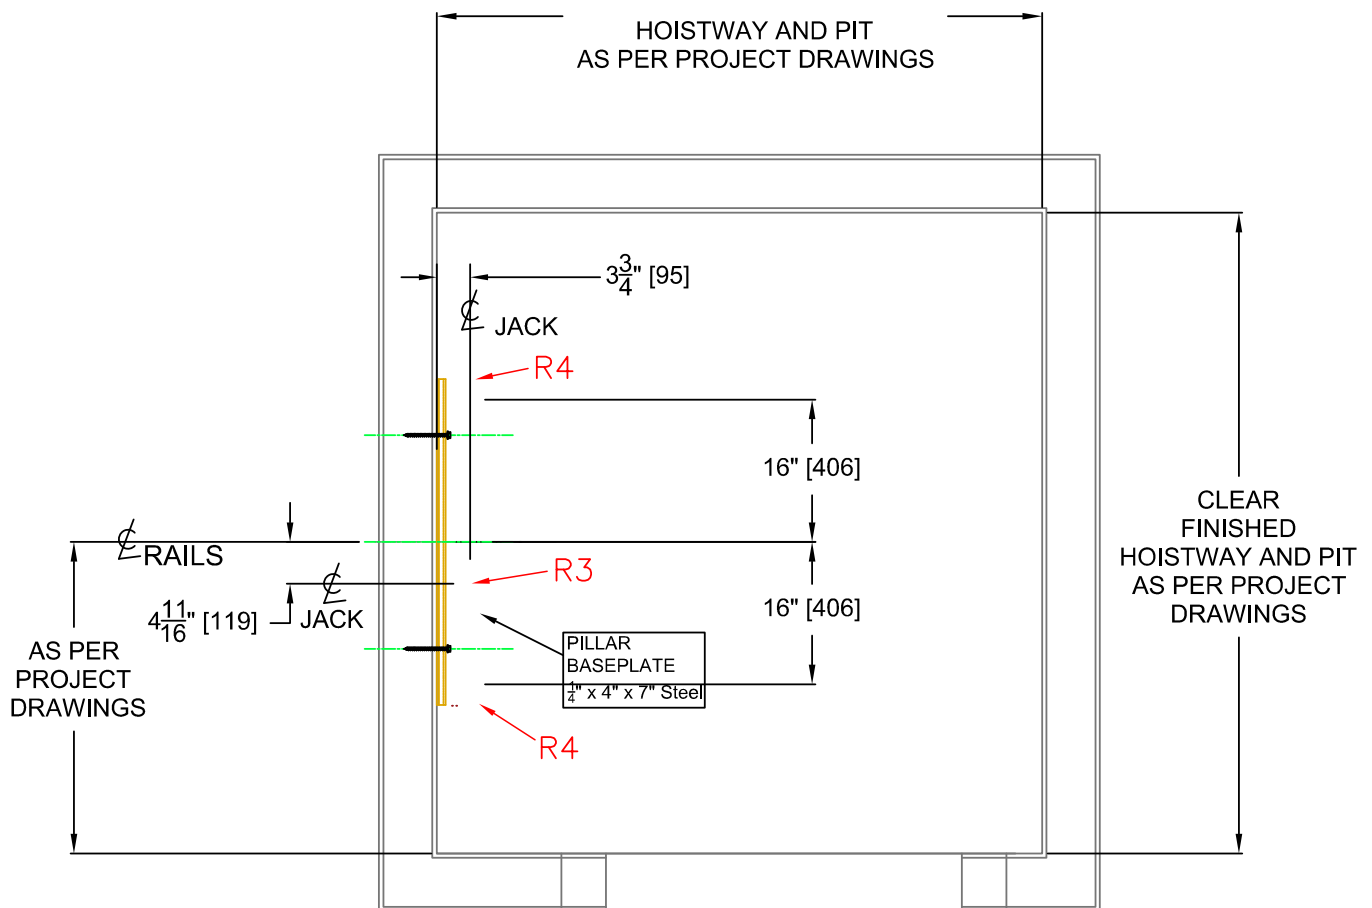 HOISTWAY AND PIT
AS PER PROJECT DRAWINGS
3 3/4" [95]
℄ JACK
R4
16" [406]
℄ RAILS
R3
℄ JACK
4 11/16" [119]
16" [406]
PILLAR
BASEPLATE
1/4" x 4" x 7" Steel
R4
AS PER
PROJECT
DRAWINGS
CLEAR
FINISHED
HOISTWAY AND PIT
AS PER PROJECT
DRAWINGS